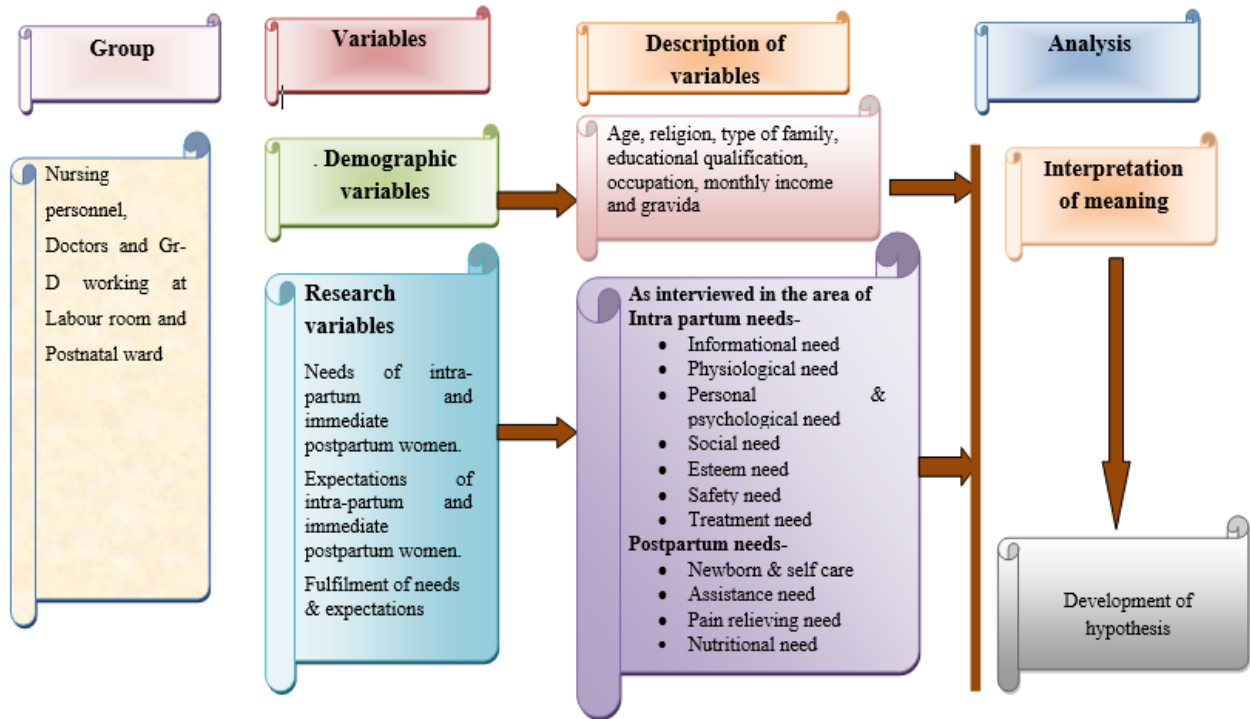 Group
Variables
Description of
variables
Analysis
Nursing
personnel,
Doctors and Gr-
D working at
Labour room and
Postnatal ward
. Demographic
variables
Age, religion, type of family,
educational qualification,
occupation, monthly income
and gravida
Interpretation
of meaning
Research
variables
Needs of intra-
partum and
immediate
postpartum women.
Expectations of
intra-partum and
immediate
postpartum women.
Fulfilment of needs
& expectations
As interviewed in the area of
Intra partum needs-
• Informational need
• Physiological need
• Personal &
psychological need
• Social need
• Esteem need
• Safety need
• Treatment need
Postpartum needs-
• Newborn & self care
• Assistance need
• Pain relieving need
• Nutritional need
Development of
hypothesis